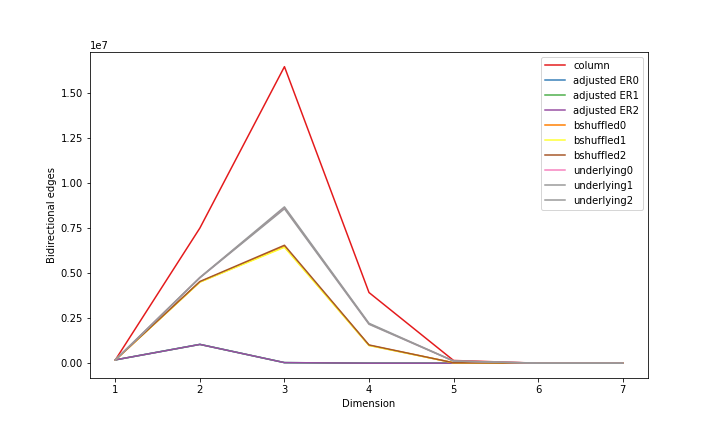 1e7
1.50
1.25
1.00
0.75
0.50
0.25
0.00
Bidirectional edges
1 2 3 4 5 6 7
Dimension
column
adjusted ER0
adjusted ER1
adjusted ER2
bshuffled0
bshuffled1
bshuffled2
underlying0
underlying1
underlying2